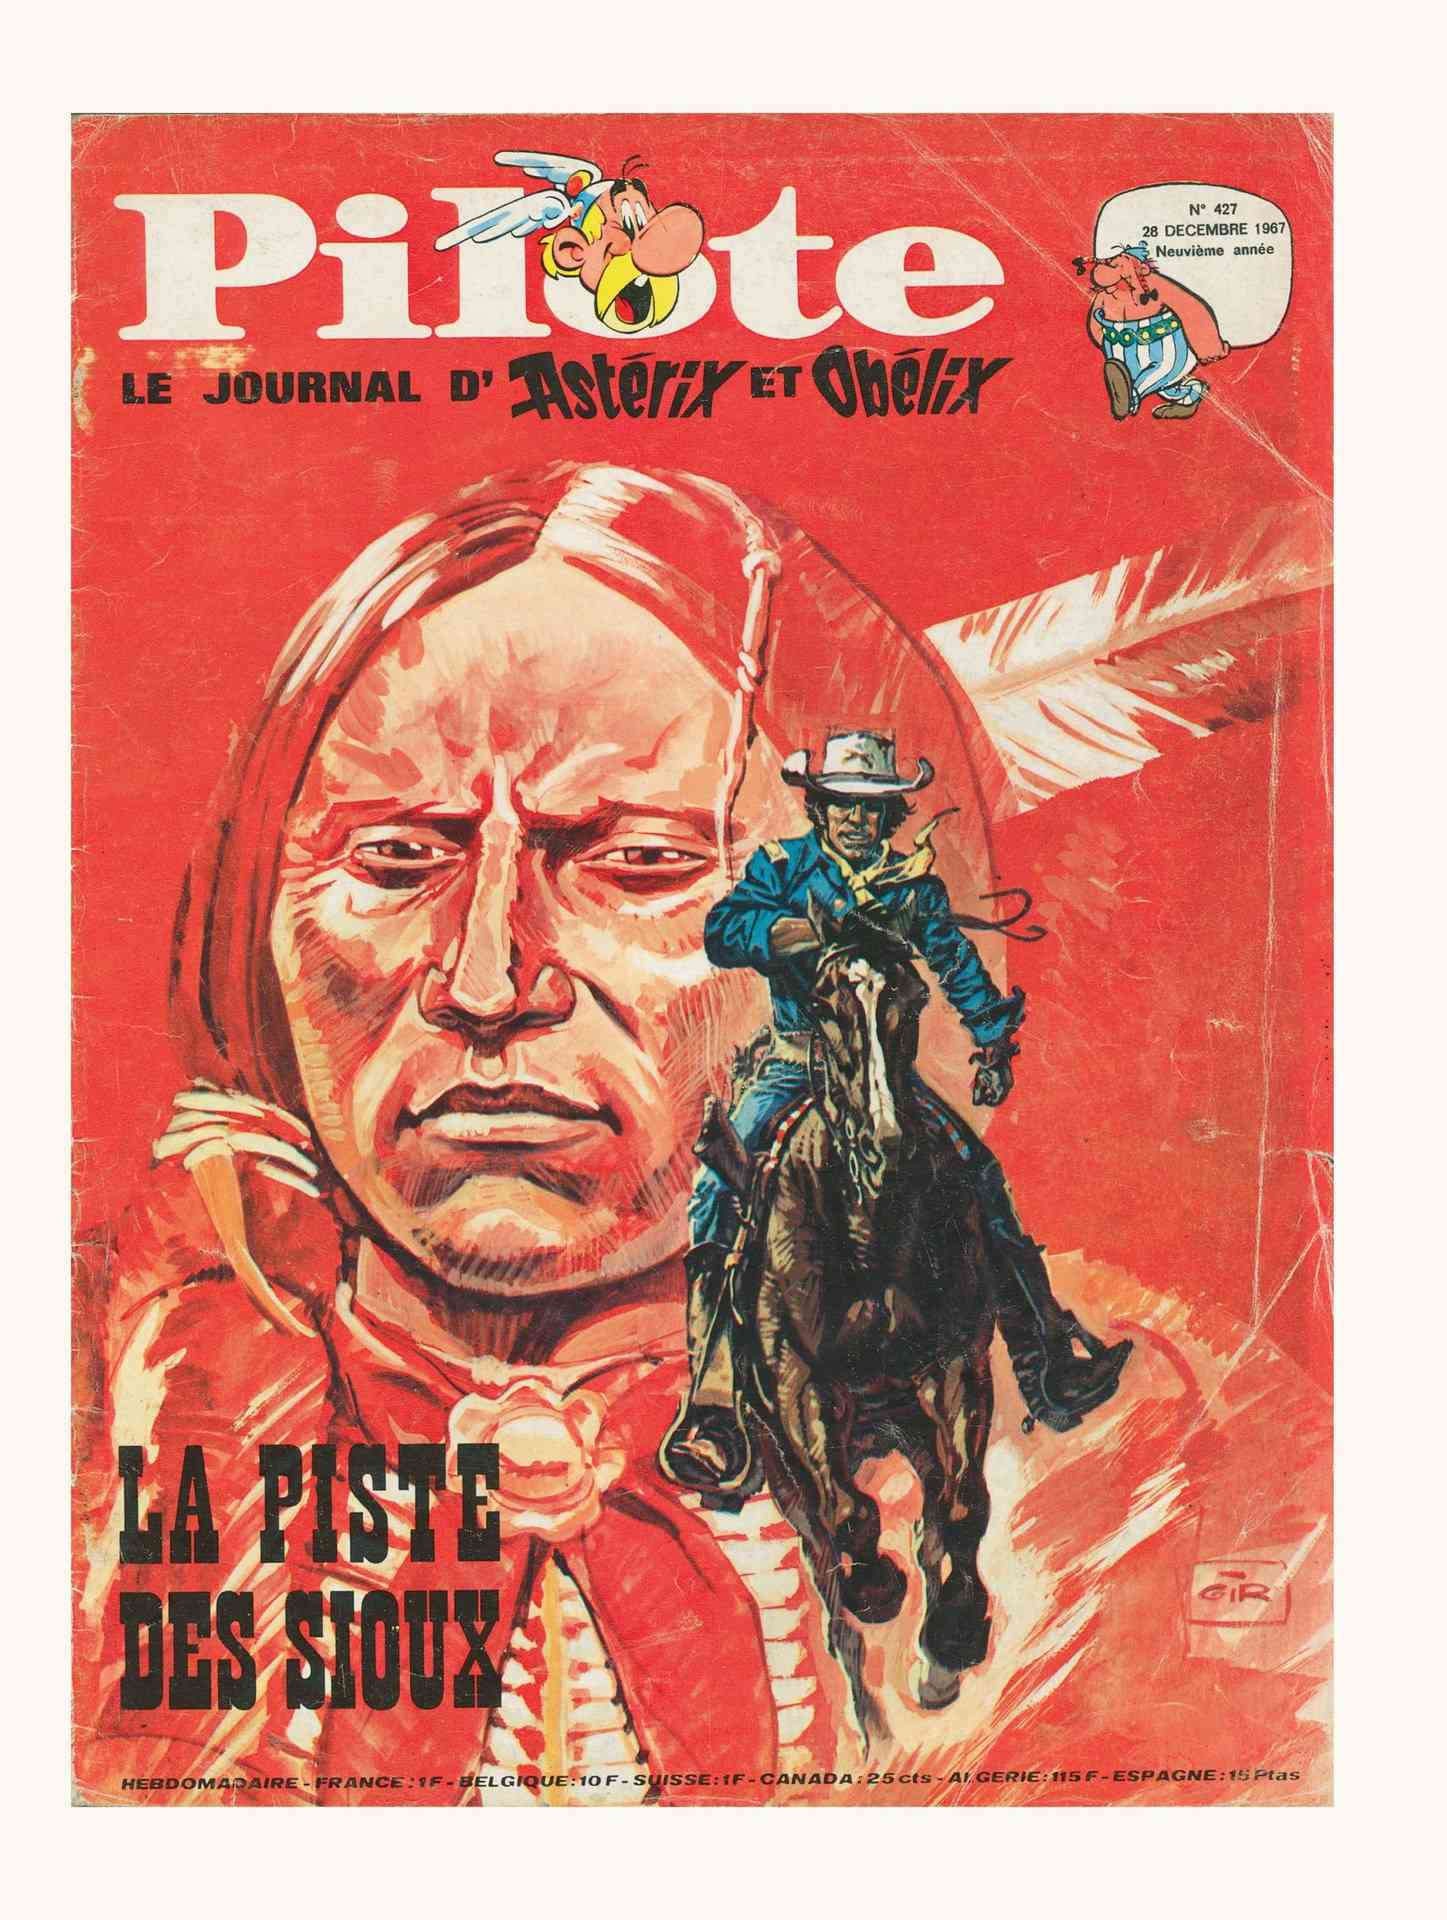 Pilote
N° 427
28 DECEMBRE 1967
Neuvième année
LE JOURNAL D'Astérix ET Obélix
LA PISTE
DES SIOUX
GIR
HEBDOMADAIRE - FRANCE : 1F - BELGIQUE : 10 F - SUISSE : 1F - CANADA : 25 cts - ALGERIE : 115 F - ESPAGNE : 15 Ptas